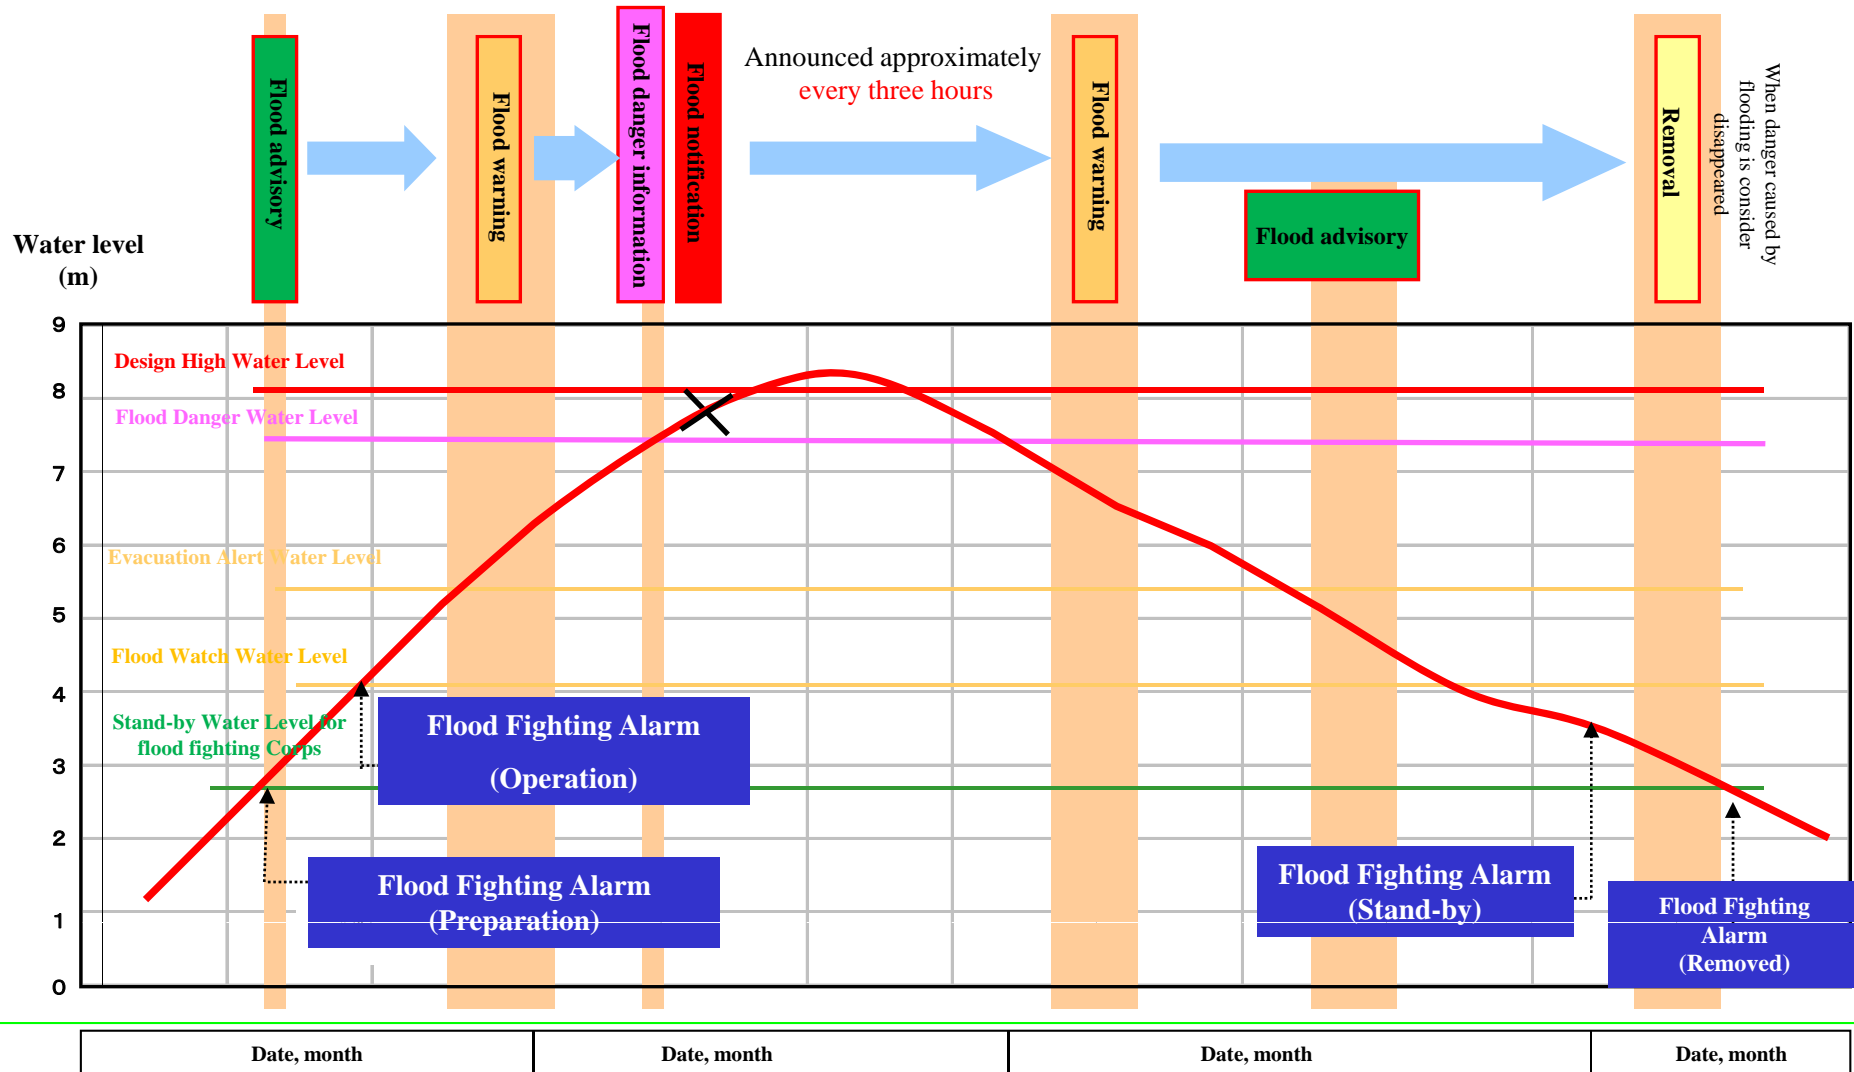 Flood advisory
Flood warning
Flood danger information
Flood notification
Announced approximately
every three hours
Flood warning
Flood advisory
Removal
When danger caused by
flooding is consider
disappeared
Water level
(m)
9
8
7
6
5
4
3
2
1
0
Design High Water Level
Flood Danger Water Level
Evacuation Alert Water Level
Flood Watch Water Level
Stand-by Water Level for
flood fighting Corps
Flood Fighting Alarm
(Operation)
Flood Fighting Alarm
(Preparation)
Flood Fighting Alarm
(Stand-by)
Flood Fighting
Alarm
(Removed)
Date, month
Date, month
Date, month
Date, month